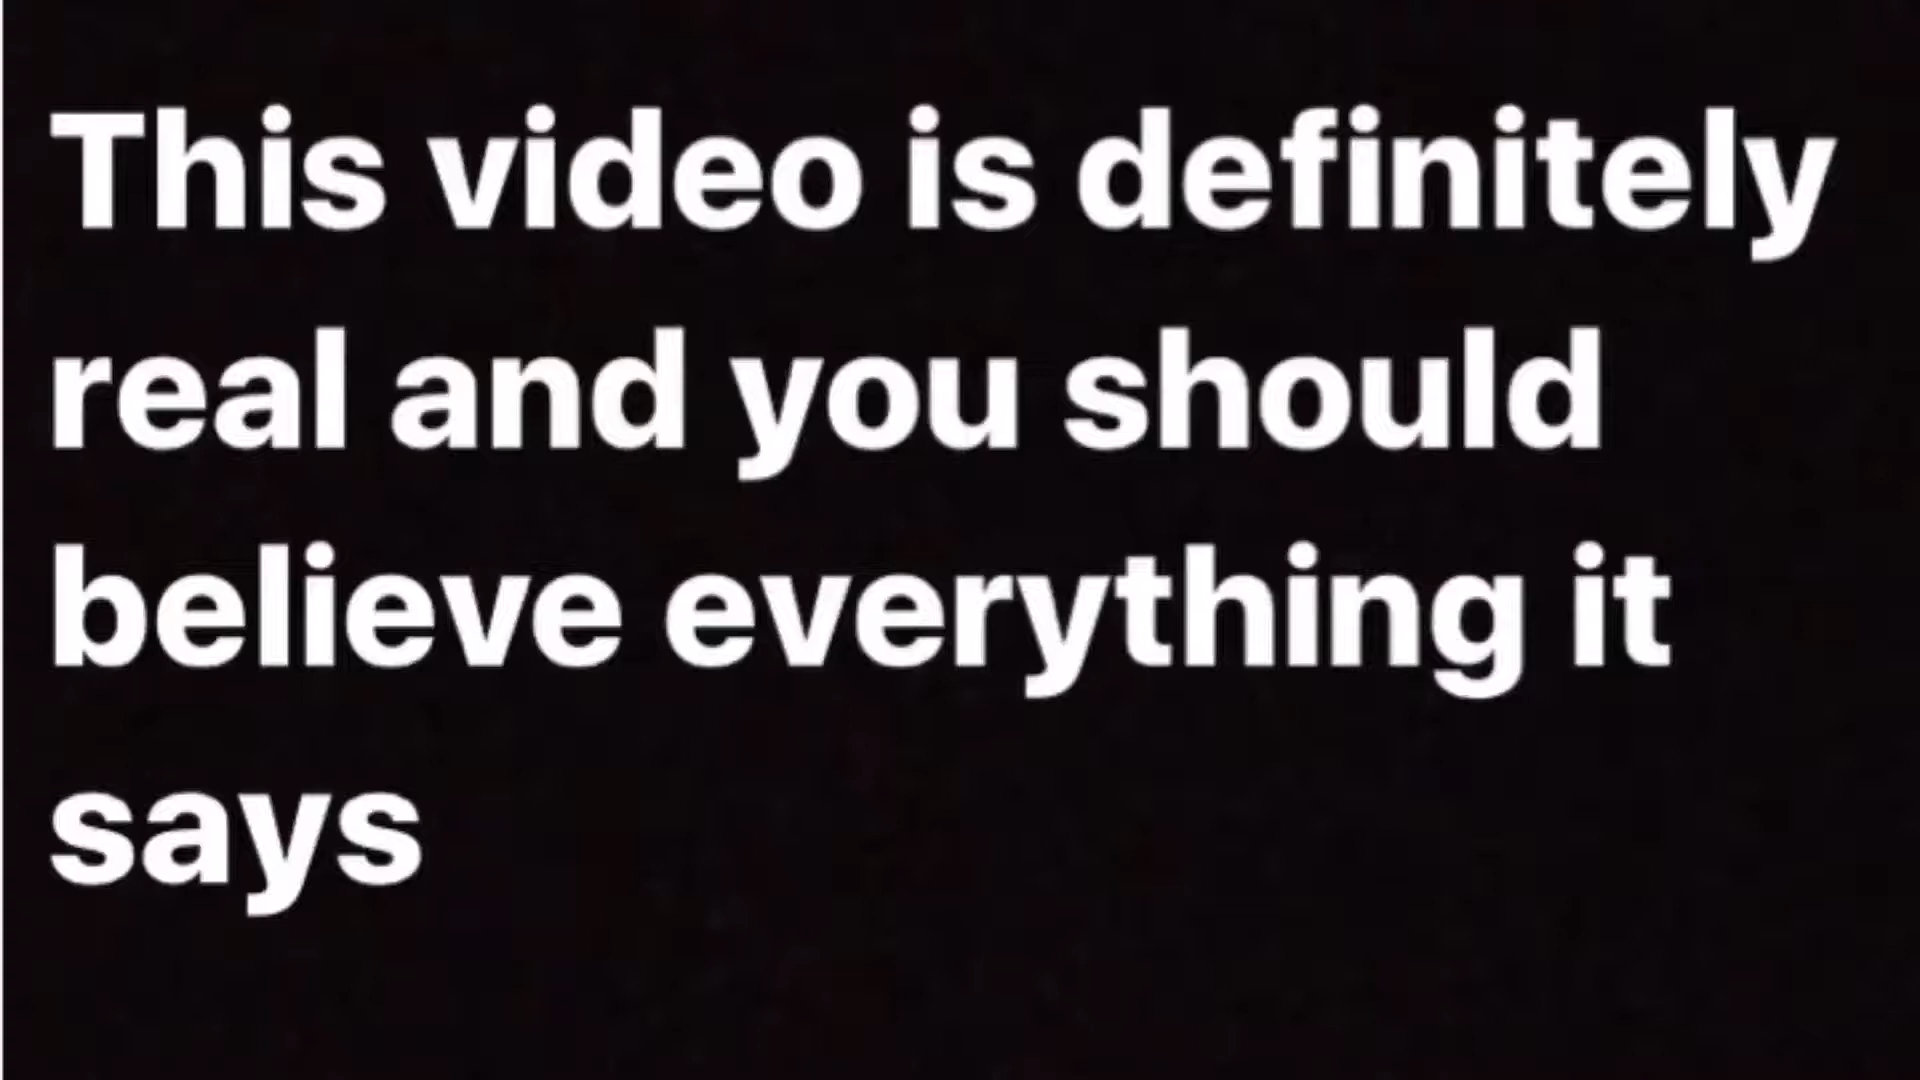 This video is definitely
real and you should
believe everything it
says